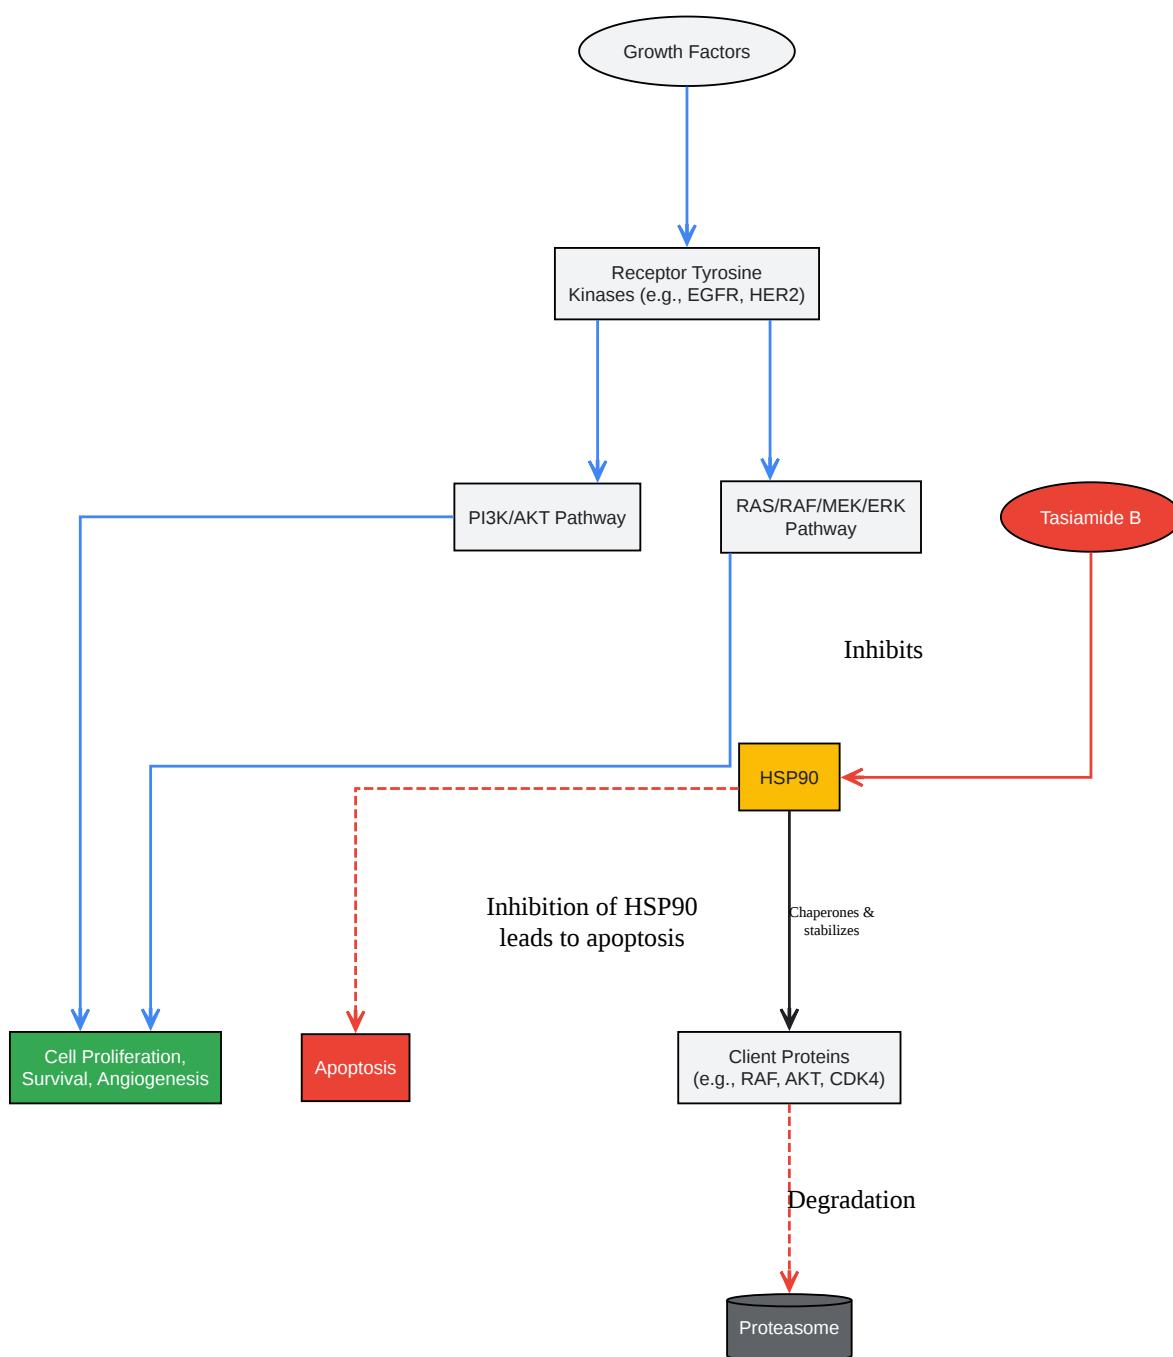 Growth Factors
Receptor Tyrosine
Kinases (e.g., EGFR, HER2)
PI3K/AKT Pathway
RAS/RAF/MEK/ERK
Pathway
Tasiamide B
Inhibits
HSP90
Inhibition of HSP90
leads to apoptosis
Chaperones &
stabilizes
Cell Proliferation,
Survival, Angiogenesis
Apoptosis
Client Proteins
(e.g., RAF, AKT, CDK4)
Degradation
Proteasome